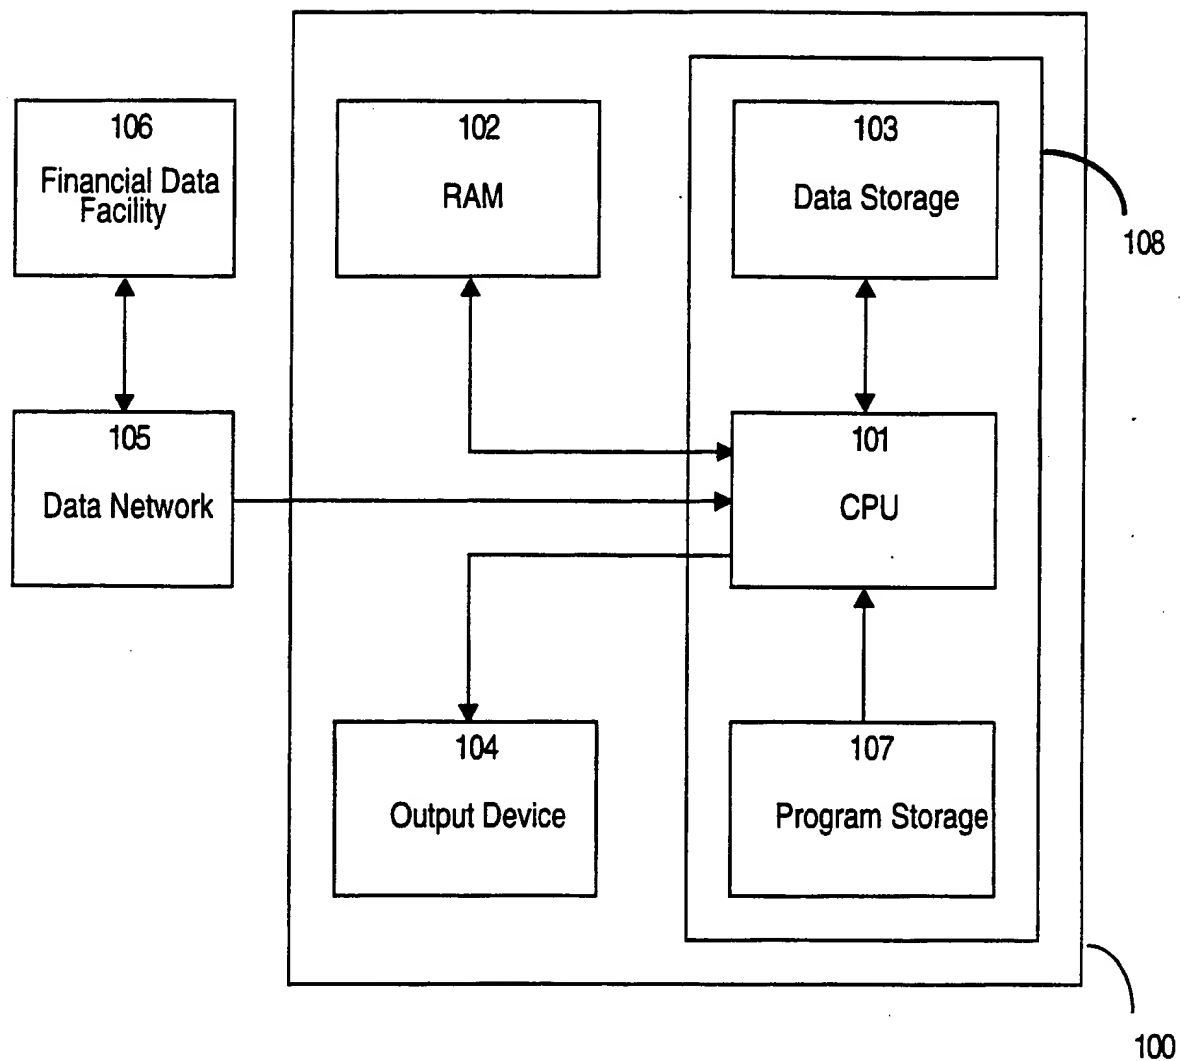 106
Financial Data
Facility
102
RAM
103
Data Storage
108
105
Data Network
101
CPU
104
Output Device
107
Program Storage
100